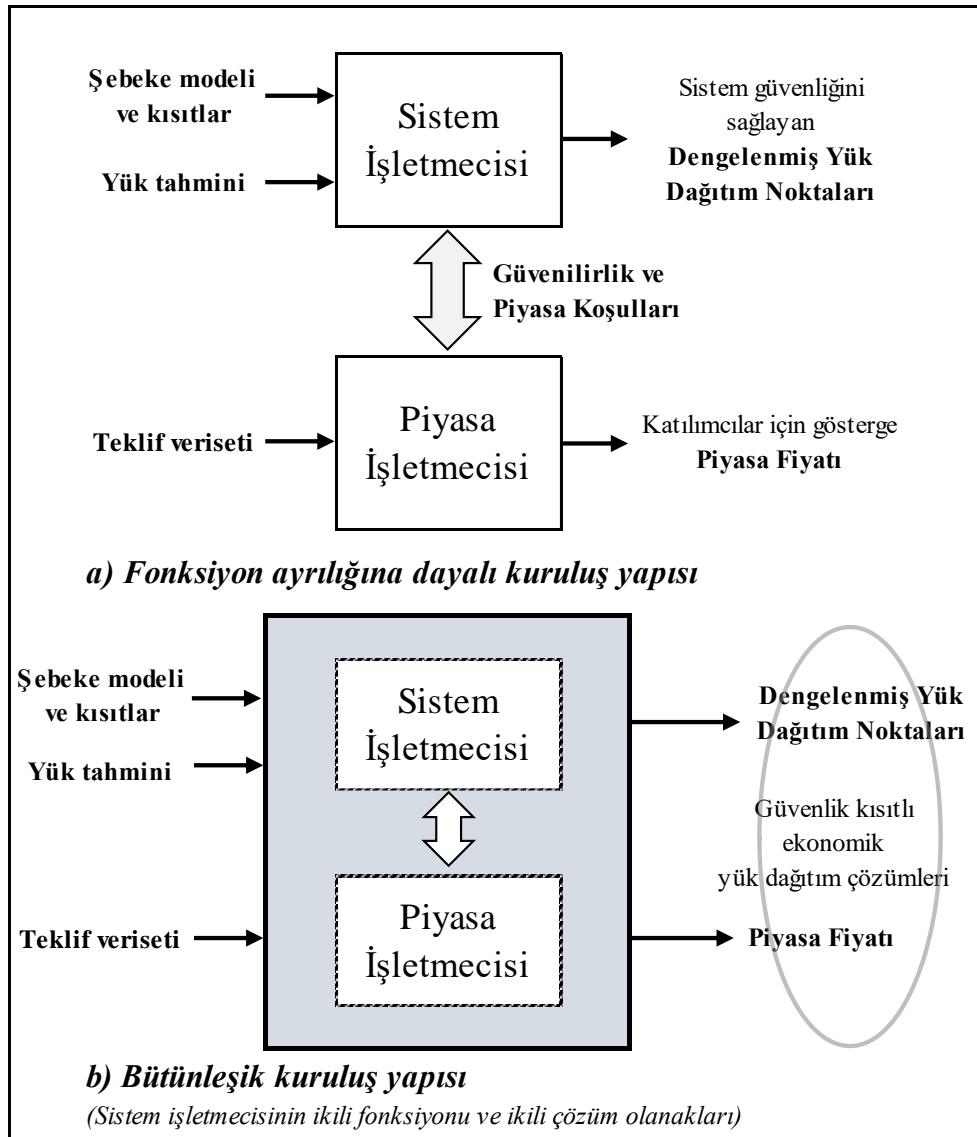 Şebeke modeli
ve kısıtlar
Yük tahmini
Sistem
İşletmecisi
Sistem güvenliğini
sağlayan
Dengelenmiş Yük
Dağıtım Noktaları
Güvenilirlik ve
Piyasa Koşulları
Teklif veriseti
Piyasa
İşletmecisi
Katılımcılar için gösterge
Piyasa Fiyatı
a) Fonksiyon ayrılığına dayalı kuruluş yapısı
Şebeke modeli
ve kısıtlar
Yük tahmini
Teklif veriseti
Sistem
İşletmecisi
Piyasa
İşletmecisi
Dengelenmiş Yük
Dağıtım Noktaları
Güvenlik kısıtlı
ekonomik
yük dağıtım çözümleri
Piyasa Fiyatı
b) Bütünleşik kuruluş yapısı
(Sistem işletmecisinin ikili fonksiyonu ve ikili çözüm olanakları)